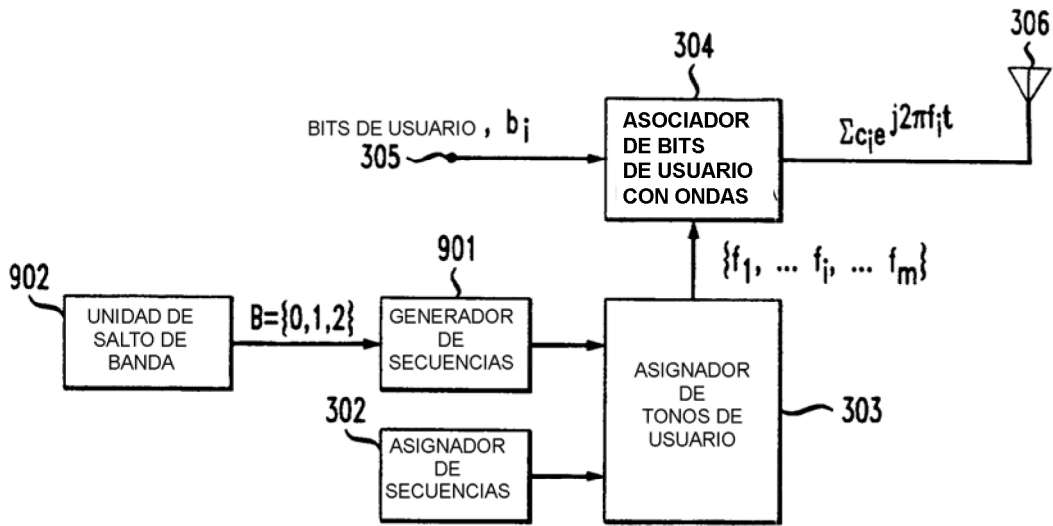 306
304
BITS DE USUARIO, bi
305
ASOCIADOR
DE BITS
DE USUARIO
CON ONDAS
Σcie j2πfit
{f1, ... fi, ... fm}
902
UNIDAD DE
SALTO DE
BANDA
B={0,1,2}
901
GENERADOR
DE
SECUENCIAS
302
ASIGNADOR
DE
SECUENCIAS
ASIGNADOR
DE
TONOS DE
USUARIO
303